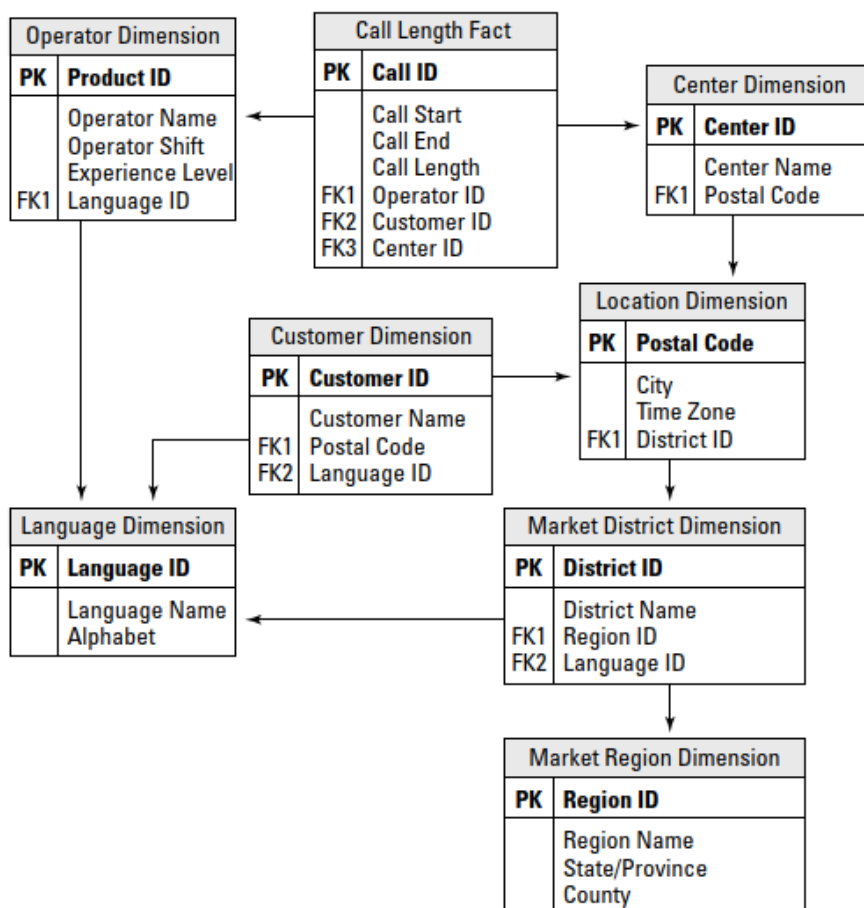 Operator Dimension
PK Product ID
Operator Name
Operator Shift
Experience Level
FK1 Language ID
Call Length Fact
PK Call ID
Call Start
Call End
Call Length
FK1 Operator ID
FK2 Customer ID
FK3 Center ID
Center Dimension
PK Center ID
Center Name
FK1 Postal Code
Location Dimension
PK Postal Code
City
Time Zone
FK1 District ID
Customer Dimension
PK Customer ID
Customer Name
FK1 Postal Code
FK2 Language ID
Language Dimension
PK Language ID
Language Name
Alphabet
Market District Dimension
PK District ID
District Name
FK1 Region ID
FK2 Language ID
Market Region Dimension
PK Region ID
Region Name
State/Province
County